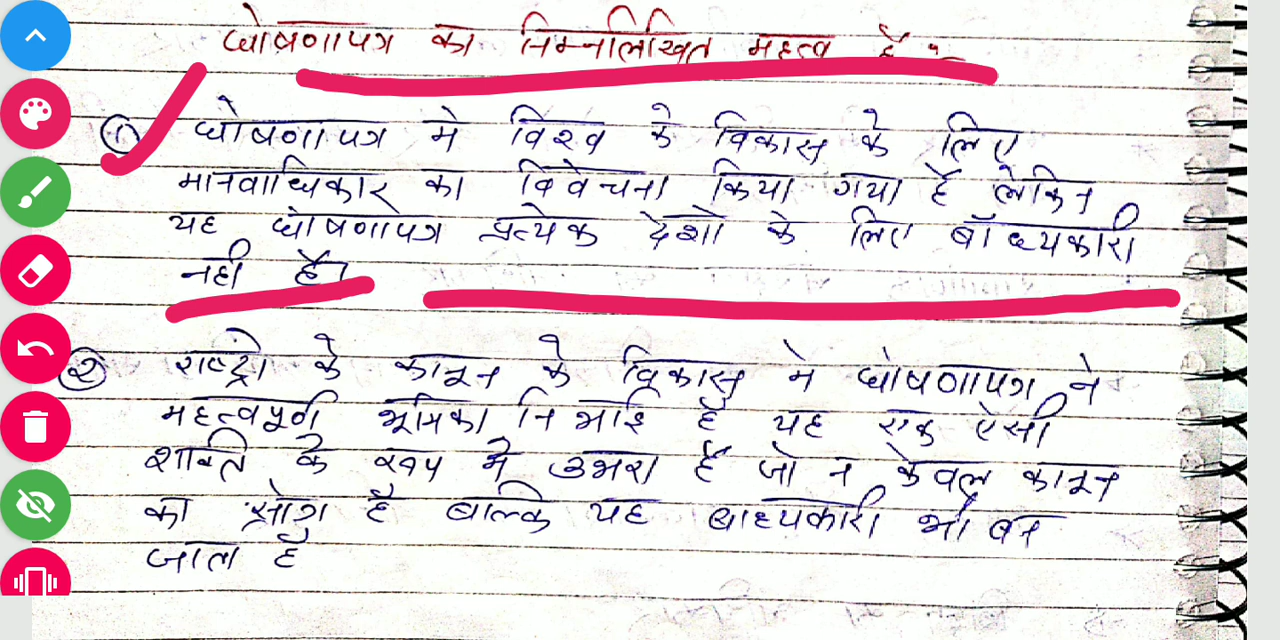 घोषणापत्र का निम्नलिखित महत्व है :-
① घोषणापत्र मे विश्व के विकास के लिए
मानवाधिकार का विवेचना किया गया है लेकिन
यह घोषणापत्र प्रत्येक देशो के लिए बॉध्यकारी
नही है।
② राष्ट्रो के कानून के विकास मे घोषणापत्र ने
महत्वपूर्ण भूमिका निभाई है यह एक ऐसी
शक्ति के रूप मे उभरा है जो न केवल कानून
का स्रोत है बल्कि यह बाध्यकारी भी बन
जाता है